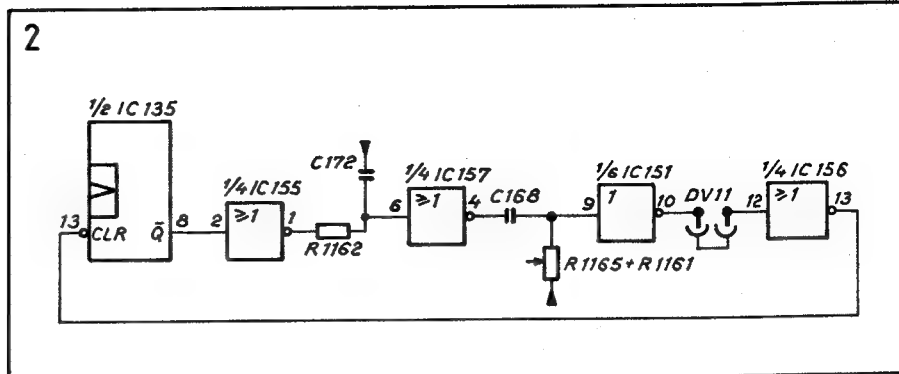 2
1/2 IC 135
C172
1/4 IC 155
1/4 IC 157
C168
1/6 IC 151
1/4 IC 156
DV11
≥1
≥1
1
≥1
13
CLR
Q̄
8
2
1
R1162
6
4
9
10
12
13
R1165+R1161